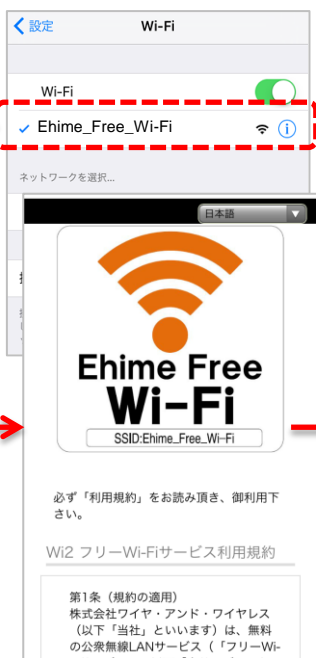 設定
Wi-Fi
Wi-Fi
Ehime_Free_Wi-Fi
ネットワークを選択...
日本語
Ehime Free
Wi-Fi
SSID:Ehime_Free_Wi-Fi
必ず「利用規約」をお読み頂き、御利用下
さい。
Wi2 フリーWi-Fiサービス利用規約
第1条（規約の適用）
株式会社ワイヤ・アンド・ワイヤレス
（以下「当社」といいます）は、無料
の公衆無線LANサービス（「フリーWi-